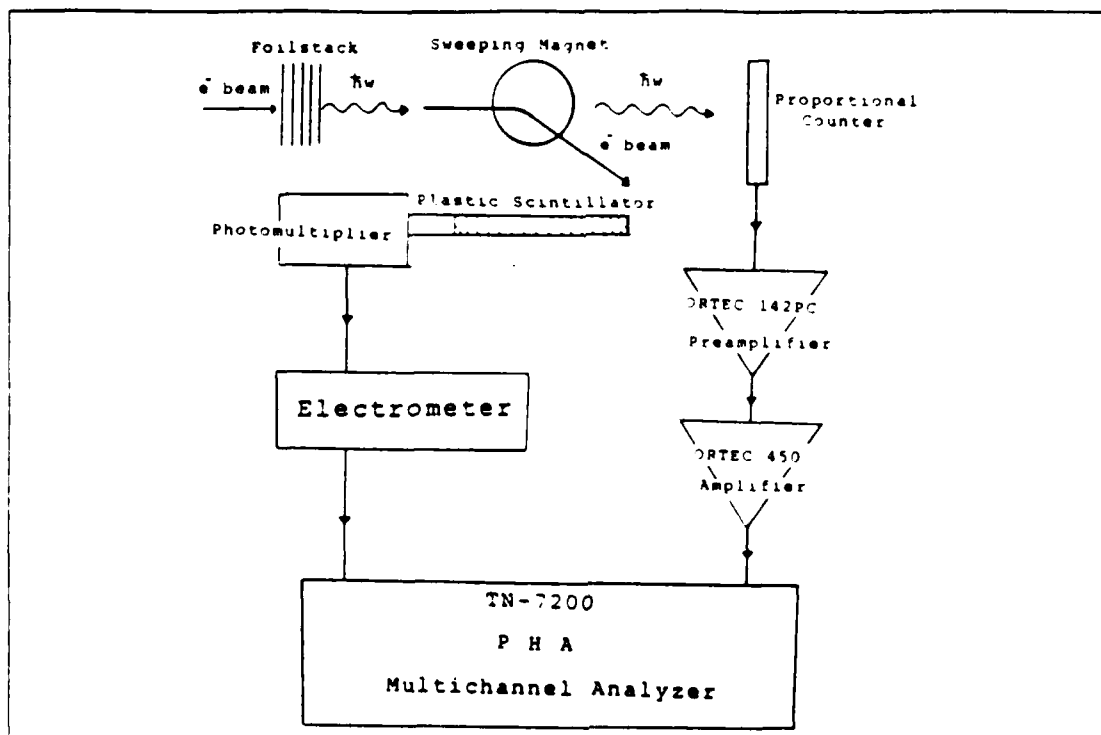 Foilstack
Sweeping Magnet
e⁻ beam
ħw
ħw
e⁻ beam
Proportional
Counter
Plastic Scintillator
Photomultiplier
ORTEC 142PC
Preamplifier
Electrometer
ORTEC 450
Amplifier
TN-7200
P H A
Multichannel Analyzer